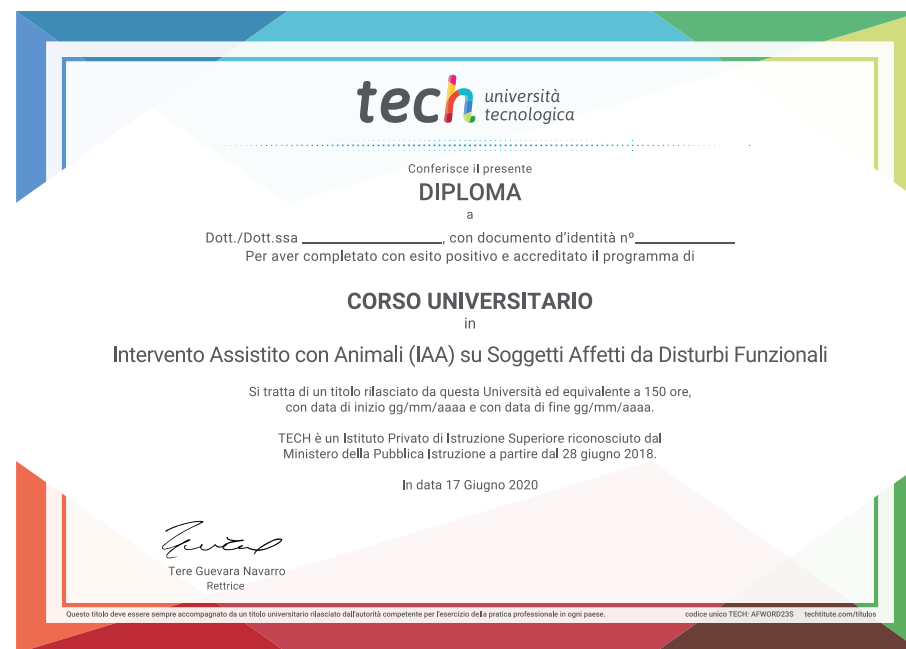 tech università
tecnologica
Conferisce il presente
DIPLOMA
a
Dott./Dott.ssa ____________________, con documento d'identità nº______________
Per aver completato con esito positivo e accreditato il programma di
CORSO UNIVERSITARIO
in
Intervento Assistito con Animali (IAA) su Soggetti Affetti da Disturbi Funzionali
Si tratta di un titolo rilasciato da questa Università ed equivalente a 150 ore,
con data di inizio gg/mm/aaaa e con data di fine gg/mm/aaaa.
TECH è un Istituto Privato di Istruzione Superiore riconosciuto dal
Ministero della Pubblica Istruzione a partire dal 28 giugno 2018.
In data 17 Giugno 2020
Tere Guevara Navarro
Rettrice
Questo titolo deve essere sempre accompagnato da un titolo universitario rilasciato dall'autorità competente per l'esercizio della pratica professionale in ogni paese. codice unico TECH: AFWORD23S techtitute.com/titulos